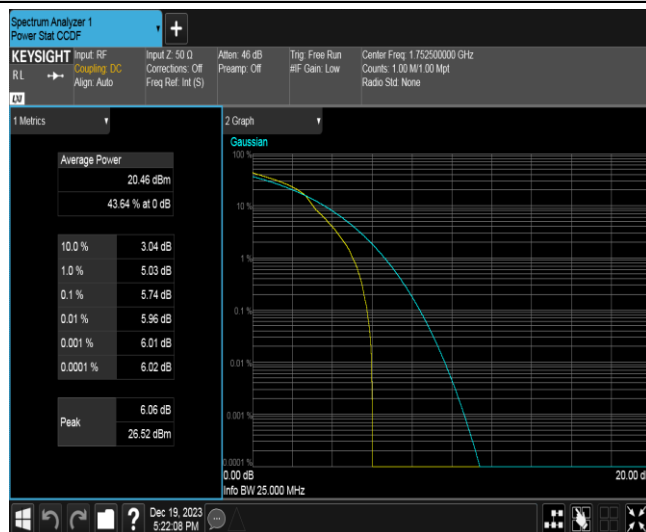 Spectrum Analyzer 1
Power Stat CCDF
+
KEYSIGHT
RL
Input: RF
Coupling: DC
Align: Auto
Input Z: 50 Ω
Corrections: Off
Freq Ref: Int (S)
Atten: 46 dB
Preamp: Off
Trig: Free Run
#IF Gain: Low
Center Freq: 1.752500000 GHz
Counts: 1.00 M/1.00 Mpt
Radio Std: None
1 Metrics
Average Power
20.46 dBm
43.64 % at 0 dB
10.0 % 3.04 dB
1.0 % 5.03 dB
0.1 % 5.74 dB
0.01 % 5.96 dB
0.001 % 6.01 dB
0.0001 % 6.02 dB
Peak
6.06 dB
26.52 dBm
2 Graph
Gaussian
100 %
10 %
1 %
0.1 %
0.01 %
0.001 %
0.0001 %
0.00 dB
20.00 d
Info BW 25.000 MHz
?
Dec 19, 2023
5:22:08 PM